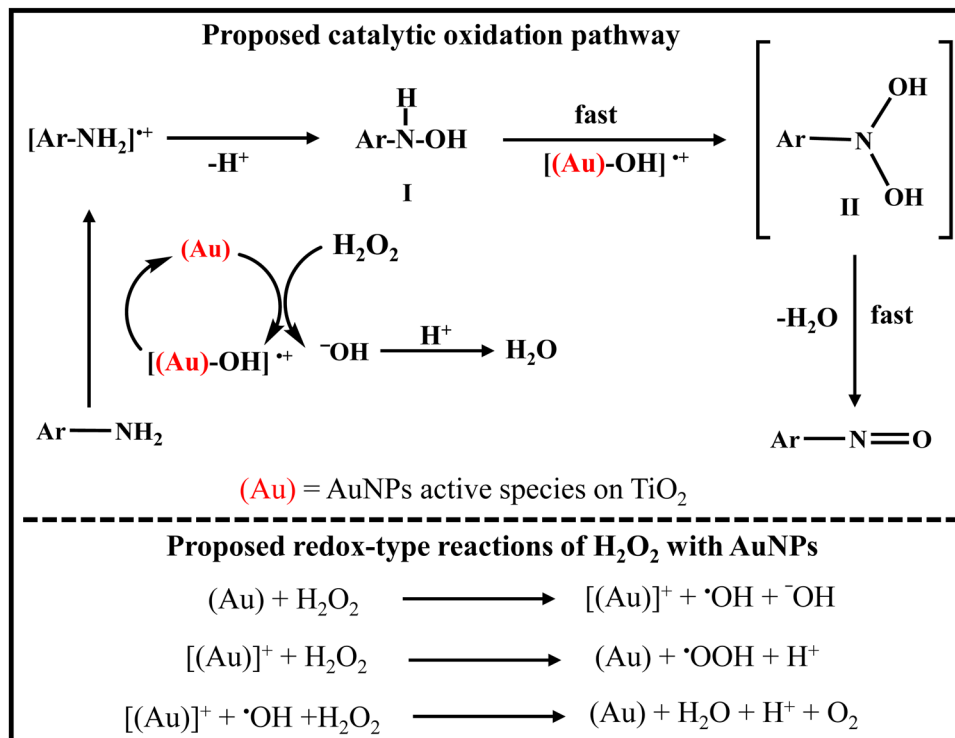 Proposed catalytic oxidation pathway
[Ar-NH₂]•⁺
-H⁺
H
Ar-N-OH
I
fast
[(Au)-OH]•⁺
OH
Ar
N
OH
II
(Au)
H₂O₂
[(Au)-OH]•⁺
⁻OH
H⁺
H₂O
-H₂O
fast
Ar
NH₂
Ar
N
O
(Au) = AuNPs active species on TiO₂
Proposed redox-type reactions of H₂O₂ with AuNPs
(Au) + H₂O₂ ⟶ [(Au)]⁺ + •OH + ⁻OH
[(Au)]⁺ + H₂O₂ ⟶ (Au) + •OOH + H⁺
[(Au)]⁺ + •OH +H₂O₂ ⟶ (Au) + H₂O + H⁺ + O₂